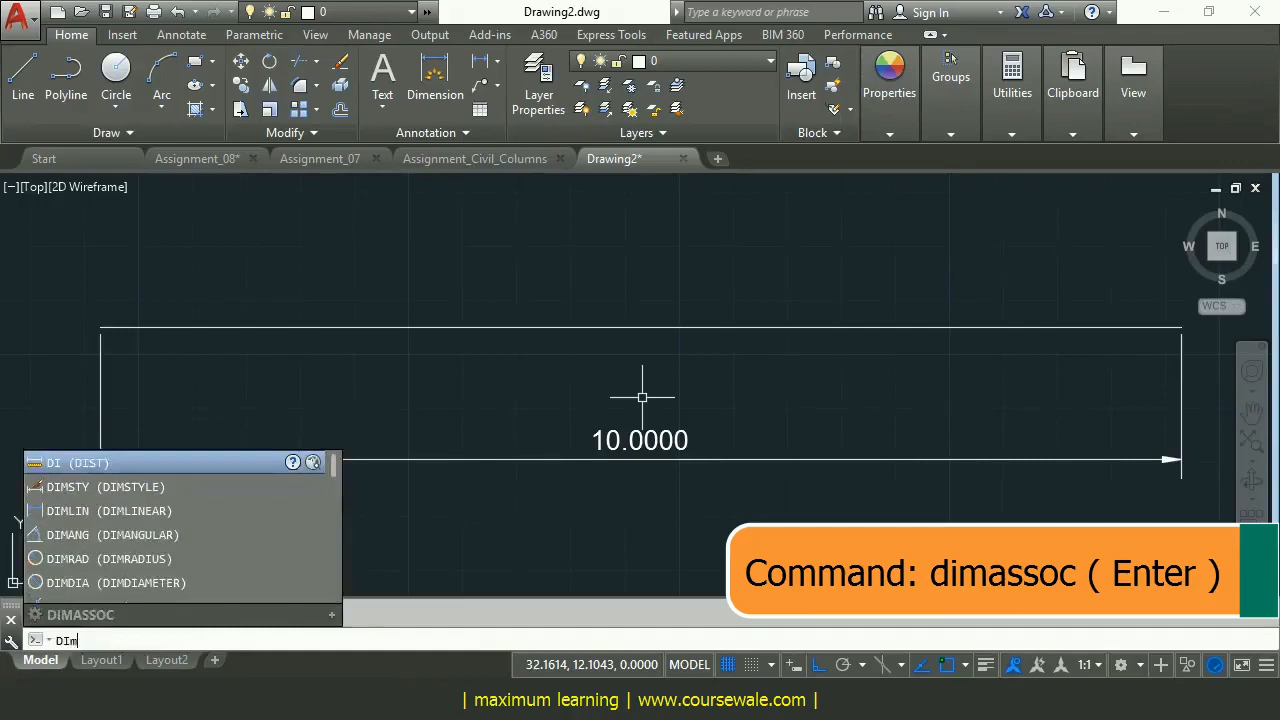 0
Drawing2.dwg
Type a keyword or phrase
Sign In
Home Insert Annotate Parametric View Manage Output Add-ins A360 Express Tools Featured Apps BIM 360 Performance
Line Polyline Circle Arc
Text Dimension
Layer Properties
0
Insert
Properties Groups Utilities Clipboard View
Draw Modify Annotation Layers Block
Start Assignment_08* Assignment_07 Assignment_Civil_Columns Drawing2*
[−][Top][2D Wireframe]
N
W TOP E
S
WCS
10.0000
DI (DIST)
DIMSTY (DIMSTYLE)
DIMLIN (DIMLINEAR)
DIMANG (DIMANGULAR)
DIMRAD (DIMRADIUS)
DIMDIA (DIMDIAMETER)
DIMASSOC
Y
Command: dimassoc ( Enter )
DIm
Model Layout1 Layout2
32.1614, 12.1043, 0.0000 MODEL 1:1
| maximum learning | www.coursewale.com |